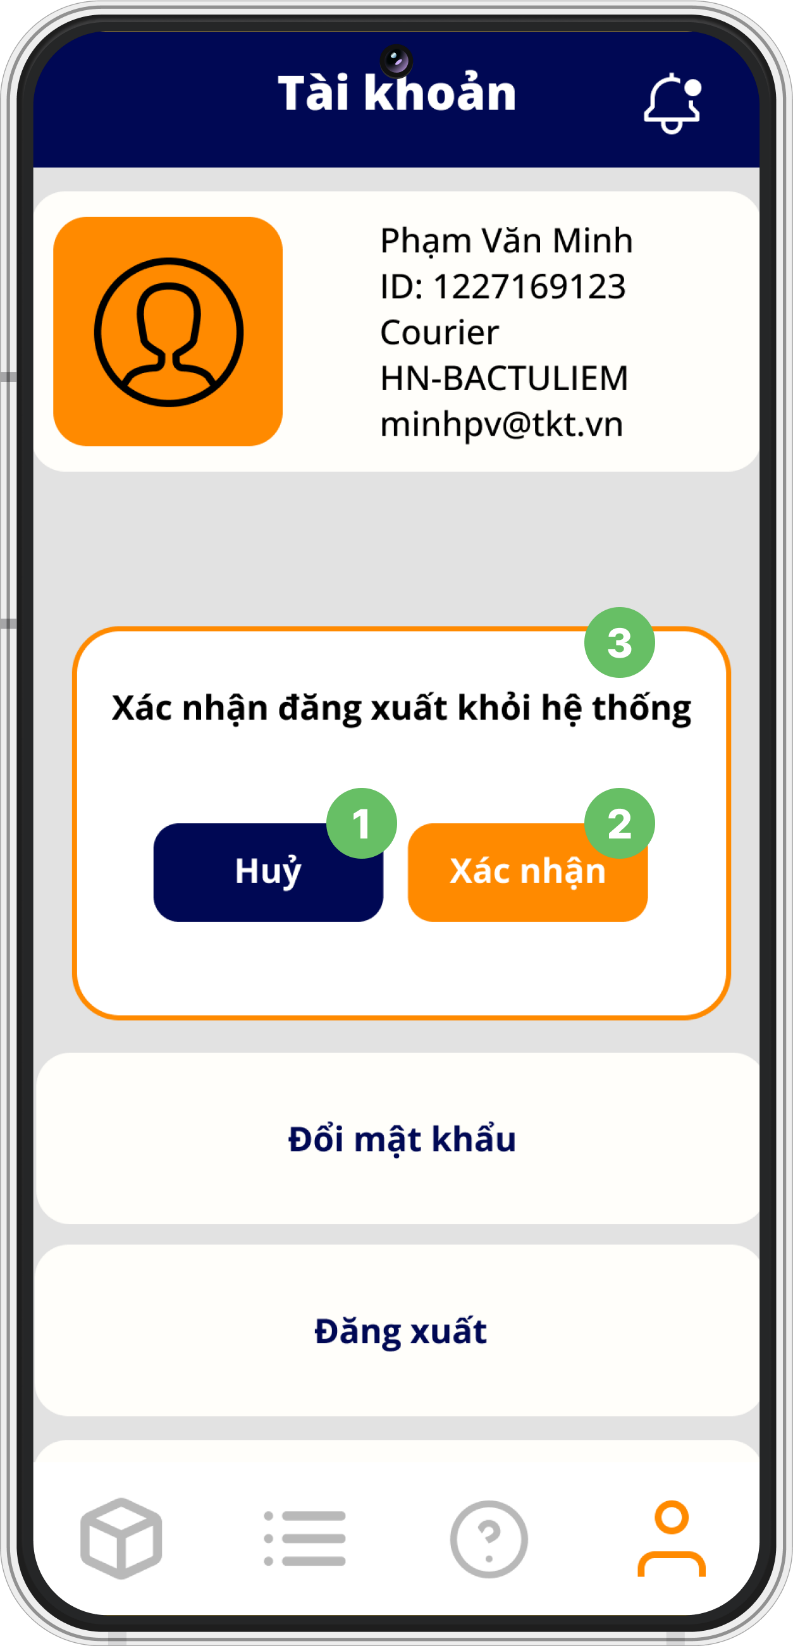 Tài khoản
Phạm Văn Minh
ID: 1227169123
Courier
HN-BACTULIEM
minhpv@tkt.vn
3
Xác nhận đăng xuất khỏi hệ thống
1
2
Huỷ
Xác nhận
Đổi mật khẩu
Đăng xuất